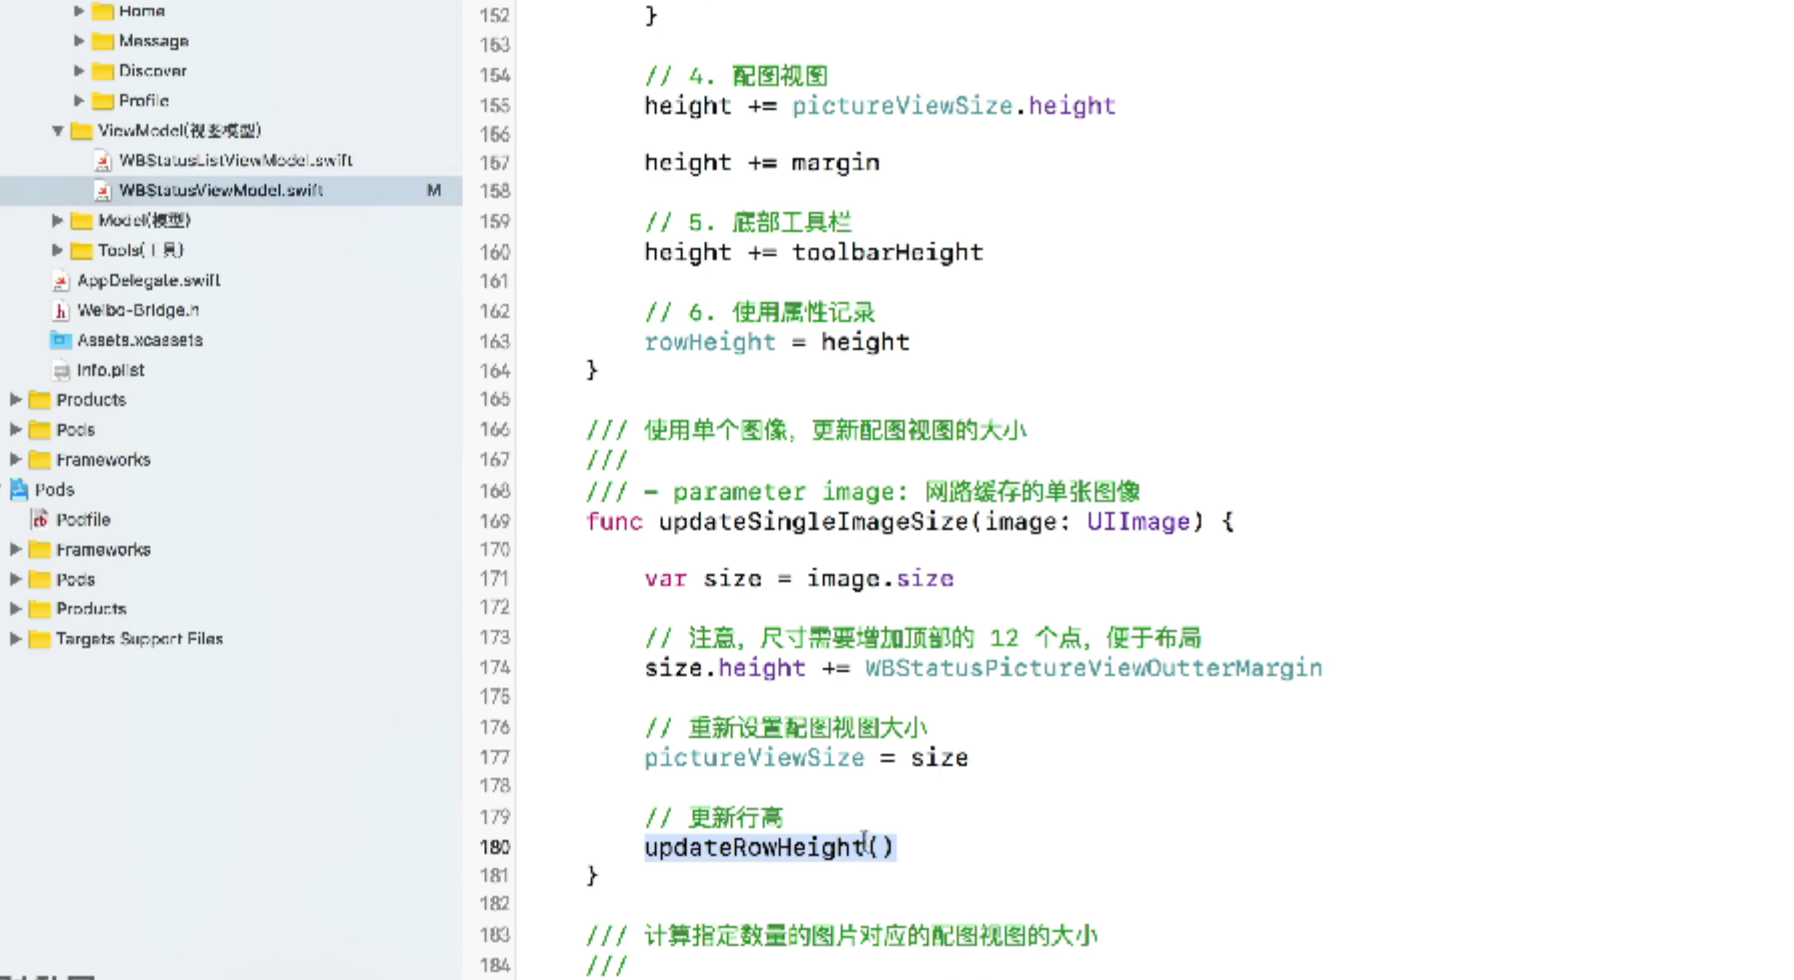 Home
Message
Discover
Profile
ViewModel(视图模型)
WBStatusListViewModel.swift
WBStatusViewModel.swift M
Model(模型)
Tools(工具)
AppDelegate.swift
Weibo-Bridge.h
Assets.xcassets
Info.plist
Products
Pods
Frameworks
Pods
Podfile
Frameworks
Pods
Products
Targets Support Files
152 }
153
154 // 4. 配图视图
155 height += pictureViewSize.height
156
157 height += margin
158
159 // 5. 底部工具栏
160 height += toolbarHeight
161
162 // 6. 使用属性记录
163 rowHeight = height
164 }
165
166 /// 使用单个图像，更新配图视图的大小
167 ///
168 /// - parameter image: 网路缓存的单张图像
169 func updateSingleImageSize(image: UIImage) {
170
171 var size = image.size
172
173 // 注意，尺寸需要增加顶部的 12 个点，便于布局
174 size.height += WBStatusPictureViewOutterMargin
175
176 // 重新设置配图视图大小
177 pictureViewSize = size
178
179 // 更新行高
180 updateRowHeight()
181 }
182
183 /// 计算指定数量的图片对应的配图视图的大小
184 ///